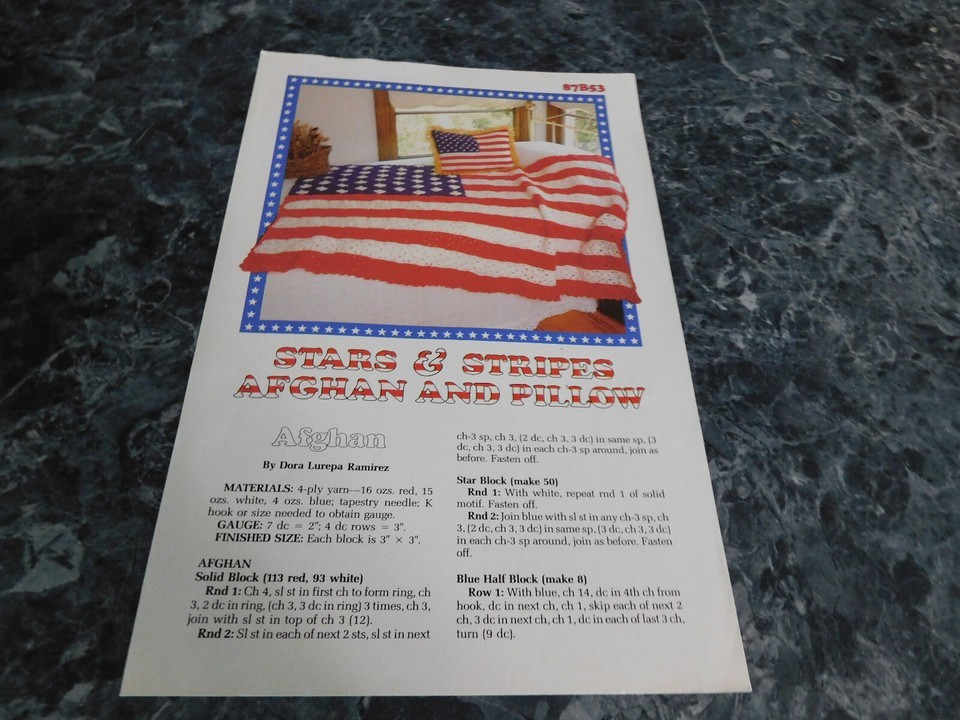 87B53
STARS & STRIPES
AFGHAN AND PILLOW
Afghan
By Dora Lurepa Ramirez
MATERIALS: 4-ply yarn—16 ozs. red, 15
ozs. white, 4 ozs. blue; tapestry needle; K
hook or size needed to obtain gauge.
GAUGE: 7 dc = 2"; 4 dc rows = 3".
FINISHED SIZE: Each block is 3" × 3".
AFGHAN
Solid Block (113 red, 93 white)
Rnd 1: Ch 4, sl st in first ch to form ring, ch
3, 2 dc in ring, (ch 3, 3 dc in ring) 3 times, ch 3,
join with sl st in top of ch 3 (12).
Rnd 2: Sl st in each of next 2 sts, sl st in next
ch-3 sp, ch 3, (2 dc, ch 3, 3 dc) in same sp, (3
dc, ch 3, 3 dc) in each ch-3 sp around, join as
before. Fasten off.
Star Block (make 50)
Rnd 1: With white, repeat rnd 1 of solid
motif. Fasten off.
Rnd 2: Join blue with sl st in any ch-3 sp, ch
3, (2 dc, ch 3, 3 dc) in same sp, (3 dc, ch 3, 3 dc)
in each ch-3 sp around, join as before. Fasten
off.
Blue Half Block (make 8)
Row 1: With blue, ch 14, dc in 4th ch from
hook, dc in next ch, ch 1, skip each of next 2
ch, 3 dc in next ch, ch 1, dc in each of last 3 ch,
turn (9 dc).